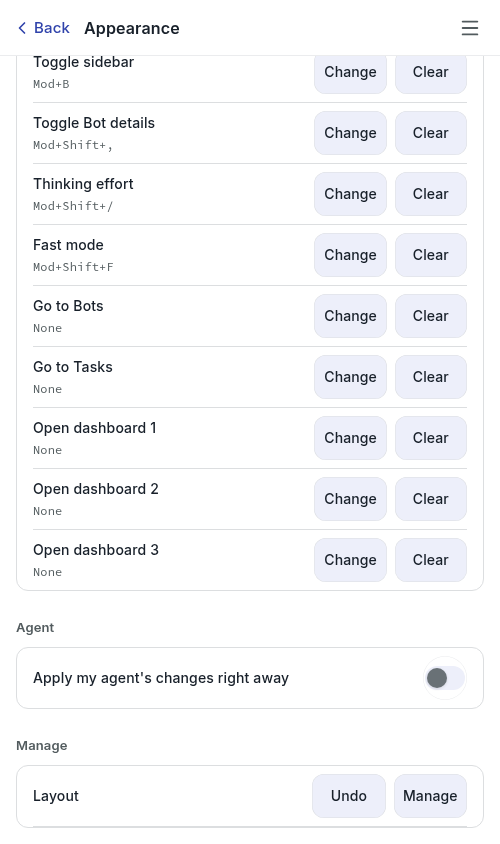 Back Appearance
Toggle sidebar
Mod+B
Change Clear
Toggle Bot details
Mod+Shift+,
Change Clear
Thinking effort
Mod+Shift+/
Change Clear
Fast mode
Mod+Shift+F
Change Clear
Go to Bots
None
Change Clear
Go to Tasks
None
Change Clear
Open dashboard 1
None
Change Clear
Open dashboard 2
None
Change Clear
Open dashboard 3
None
Change Clear
Agent
Apply my agent's changes right away
Manage
Layout Undo Manage